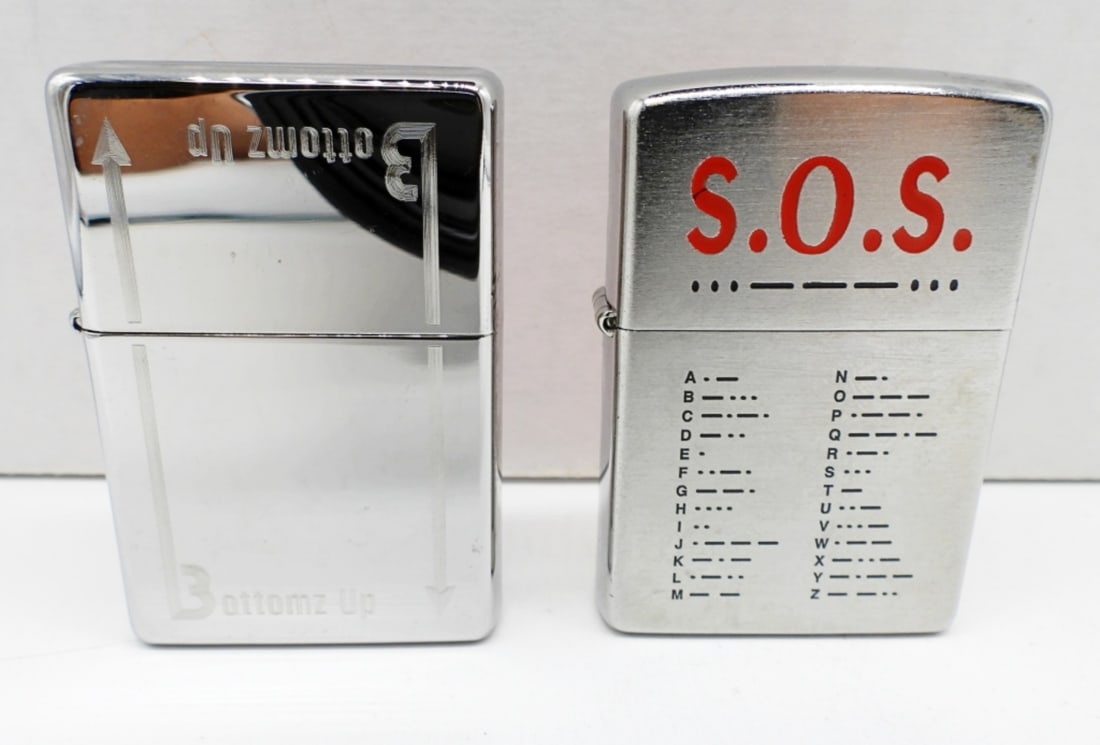 Bottomz Up
Bottomz Up
S.O.S.
...———...
A .—
B —...
C —.—.
D —..
E .
F ..—.
G ——.
H ....
I ..
J .———
K —.—
L .—..
M ——
N —.
O ———
P .——.
Q ——.—
R .—.
S ...
T —
U ..—
V ...—
W .——
X —..—
Y —.——
Z ——..